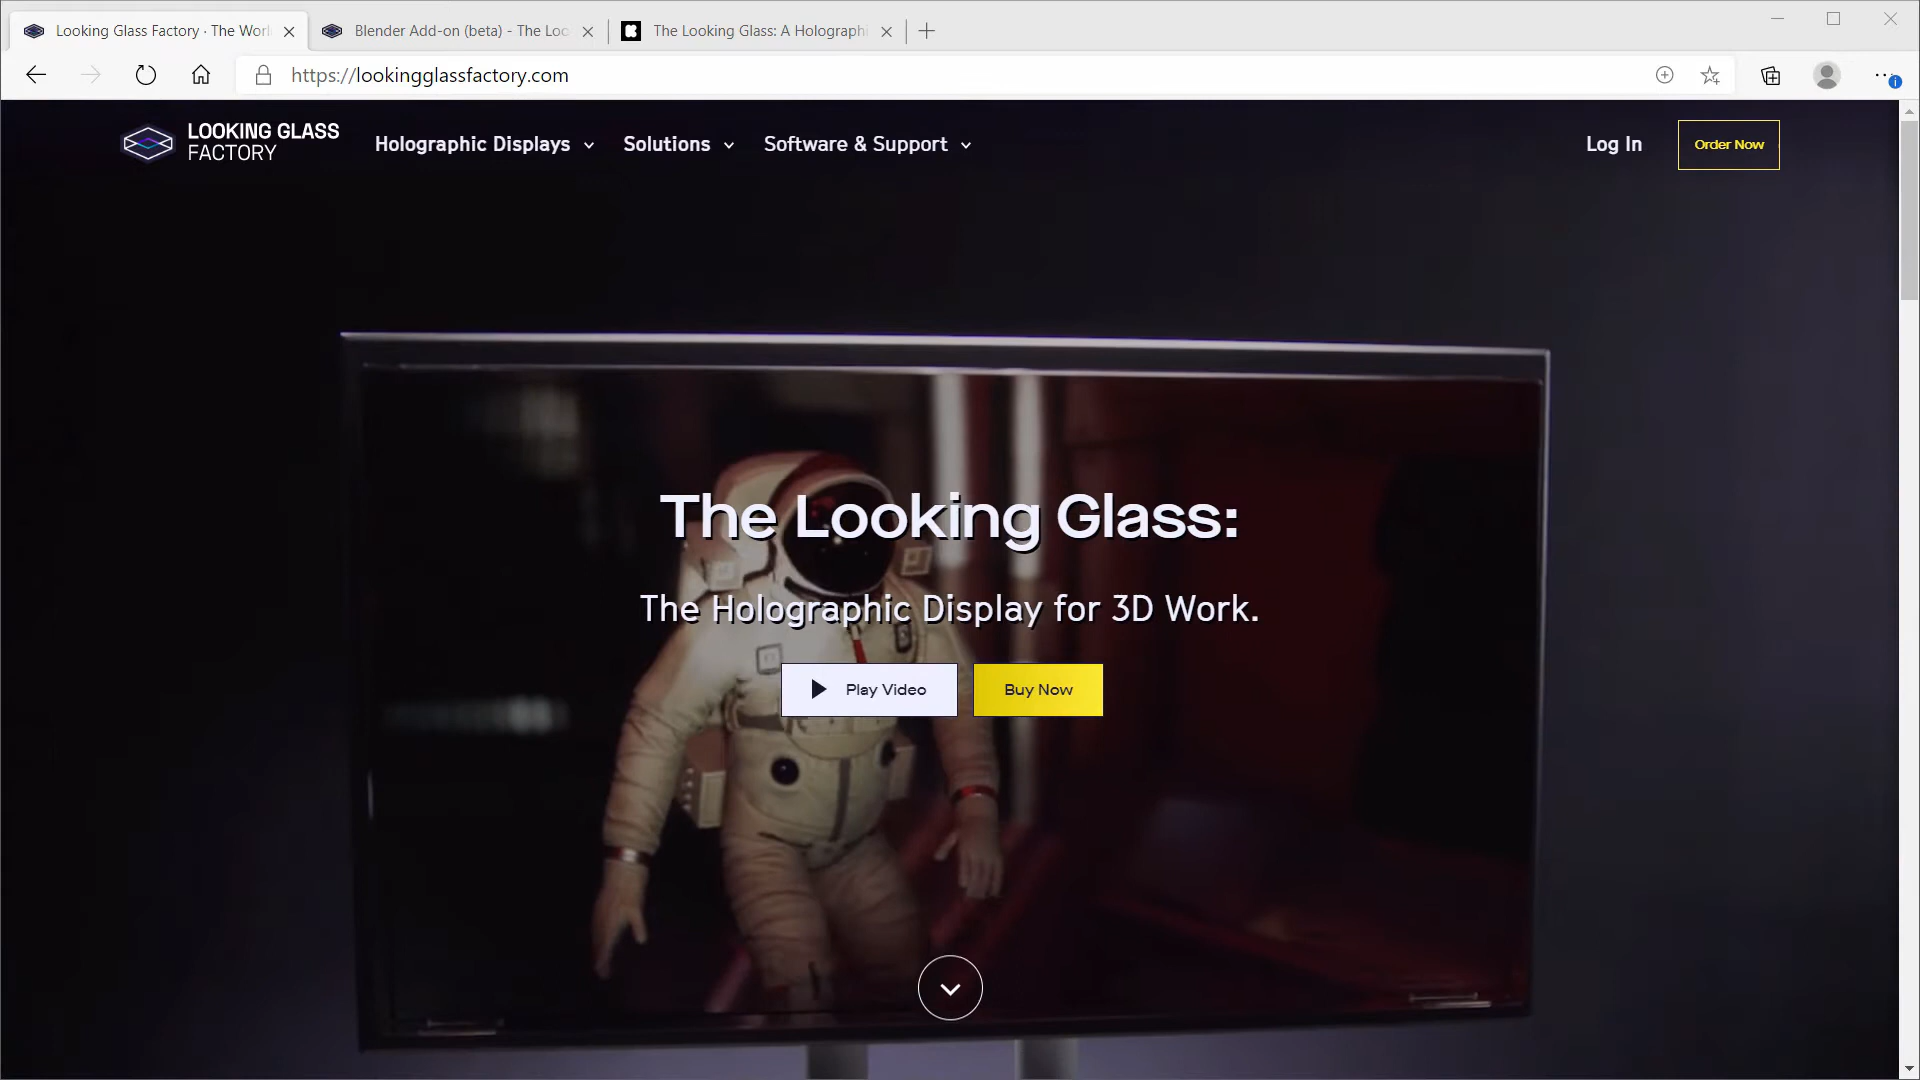 Looking Glass Factory · The Worl
Blender Add-on (beta) - The Loo
The Looking Glass: A Holographi
https://lookingglassfactory.com
LOOKING GLASS
FACTORY
Holographic Displays
Solutions
Software & Support
Log In
Order Now
The Looking Glass:
The Holographic Display for 3D Work.
Play Video
Buy Now